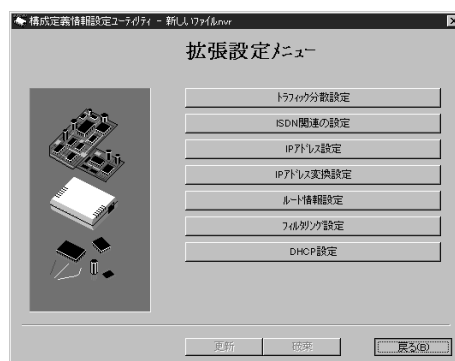 構成定義情報設定ユーティリティ - 新しいファイル.nvr
拡張設定メニュー
トラフィック分散設定
ISDN関連の設定
IPアドレス設定
IPアドレス変換設定
ルート情報設定
フィルタリング設定
DHCP設定
更新
破棄
戻る(B)